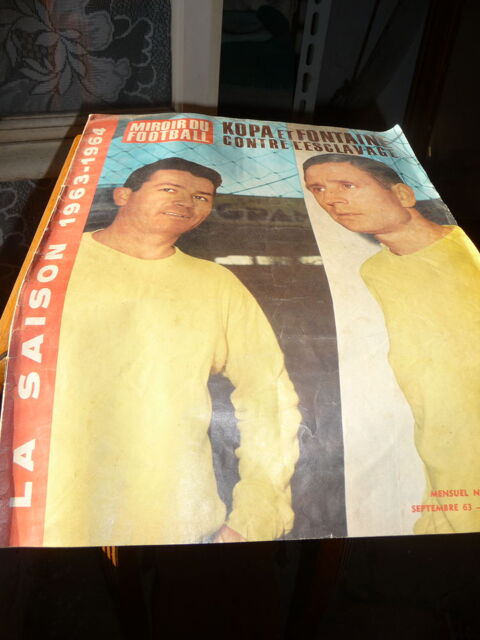 MIROIR DU
FOOTBALL
KOPA ET FONTAINE
CONTRE L'ESCLAVAGE
LA SAISON 1963-1964
MENSUEL
SEPTEMBRE 63 -